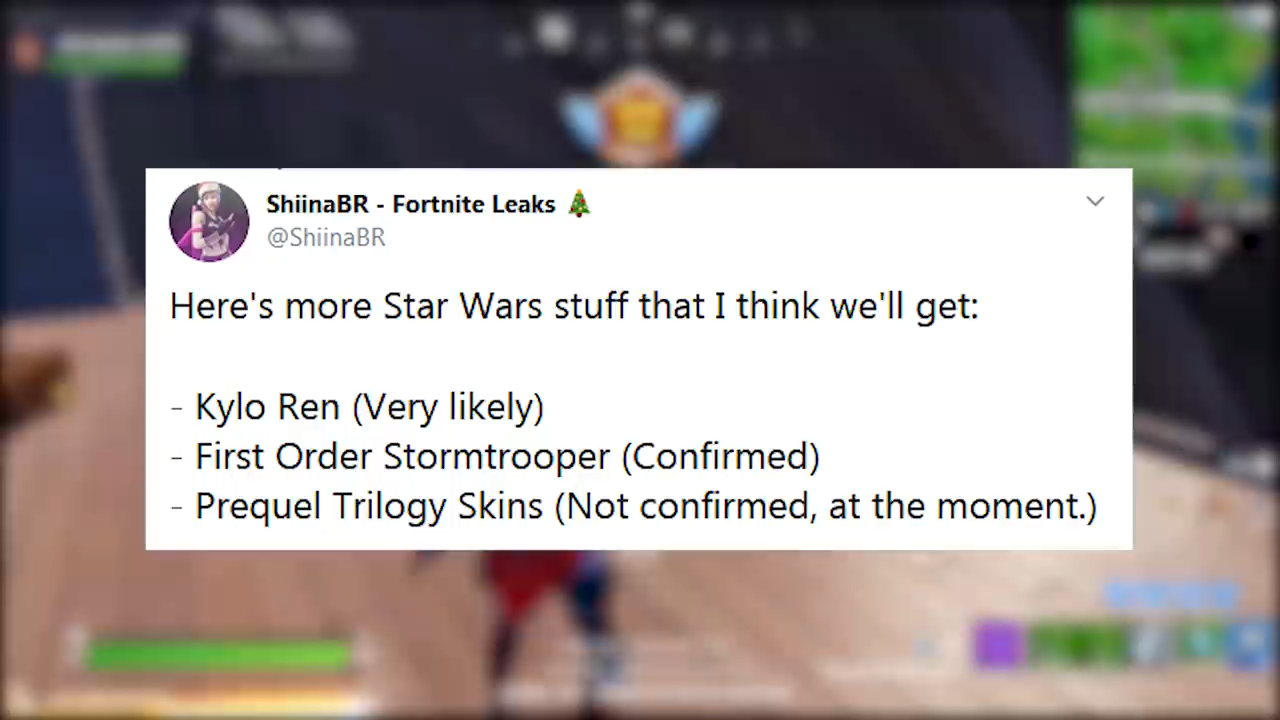 ShiinaBR - Fortnite Leaks 🎄
@ShiinaBR
Here's more Star Wars stuff that I think we'll get:
- Kylo Ren (Very likely)
- First Order Stormtrooper (Confirmed)
- Prequel Trilogy Skins (Not confirmed, at the moment.)